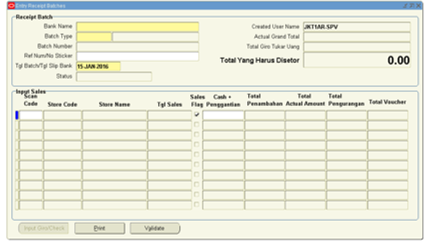 Entri Receipt Batches
Receipt Batch
Bank Name
Created User Name JKT1AR-SPV
Batch Type
Actual Grand Total
Batch Number
Total Giro Tukar Uang
Ref Num/No Sticker
Total Yang Harus Disetor 0.00
Tgl Batch/Tgl Slip Bank 15-JAN-2016
Status
Input Sales
Scan Code Store Code Store Name Tgl Sales Sales Flag Cash + Penggantian Total Penambahan Total Actual Amount Total Pengurangan Total Voucher
Input Giro/Check Print Validate